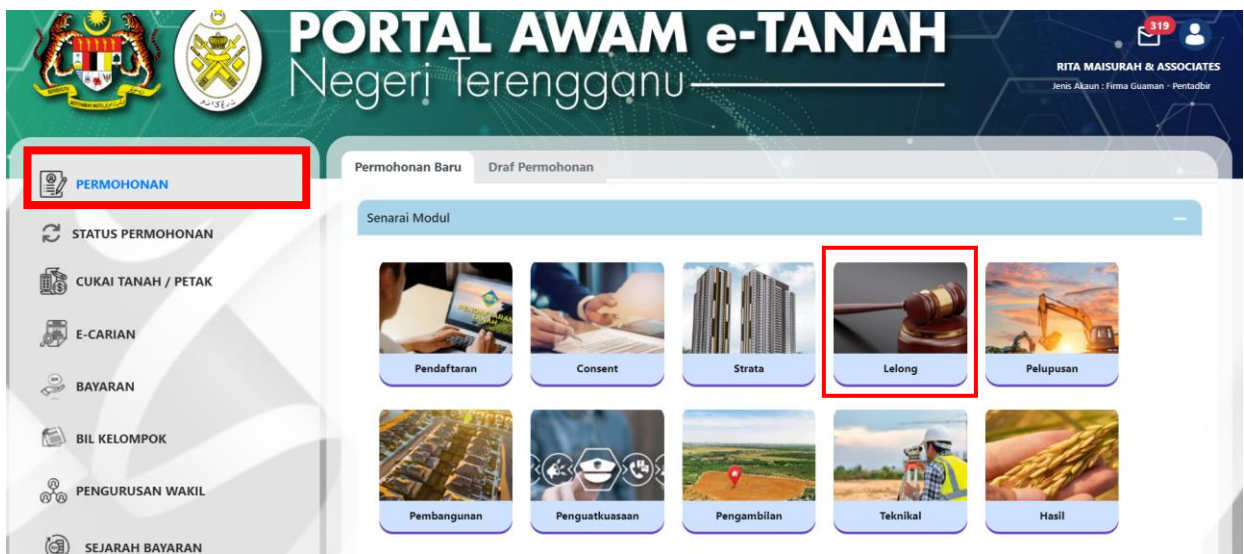 PORTAL AWAM e-TANAH
Negeri Terengganu
319
RITA MAISURAH & ASSOCIATES
Jenis Akaun : Firma Guaman - Pentadbir
PERMOHONAN
STATUS PERMOHONAN
CUKAI TANAH / PETAK
E-CARIAN
BAYARAN
BIL KELOMPOK
PENGURUSAN WAKIL
SEJARAH BAYARAN
Permohonan Baru
Draf Permohonan
Senarai Modul
PENDAFTARAN
TANAH
Pendaftaran
Consent
Strata
Lelong
Pelupusan
Pembangunan
Penguatkuasaan
Pengambilan
Teknikal
Hasil